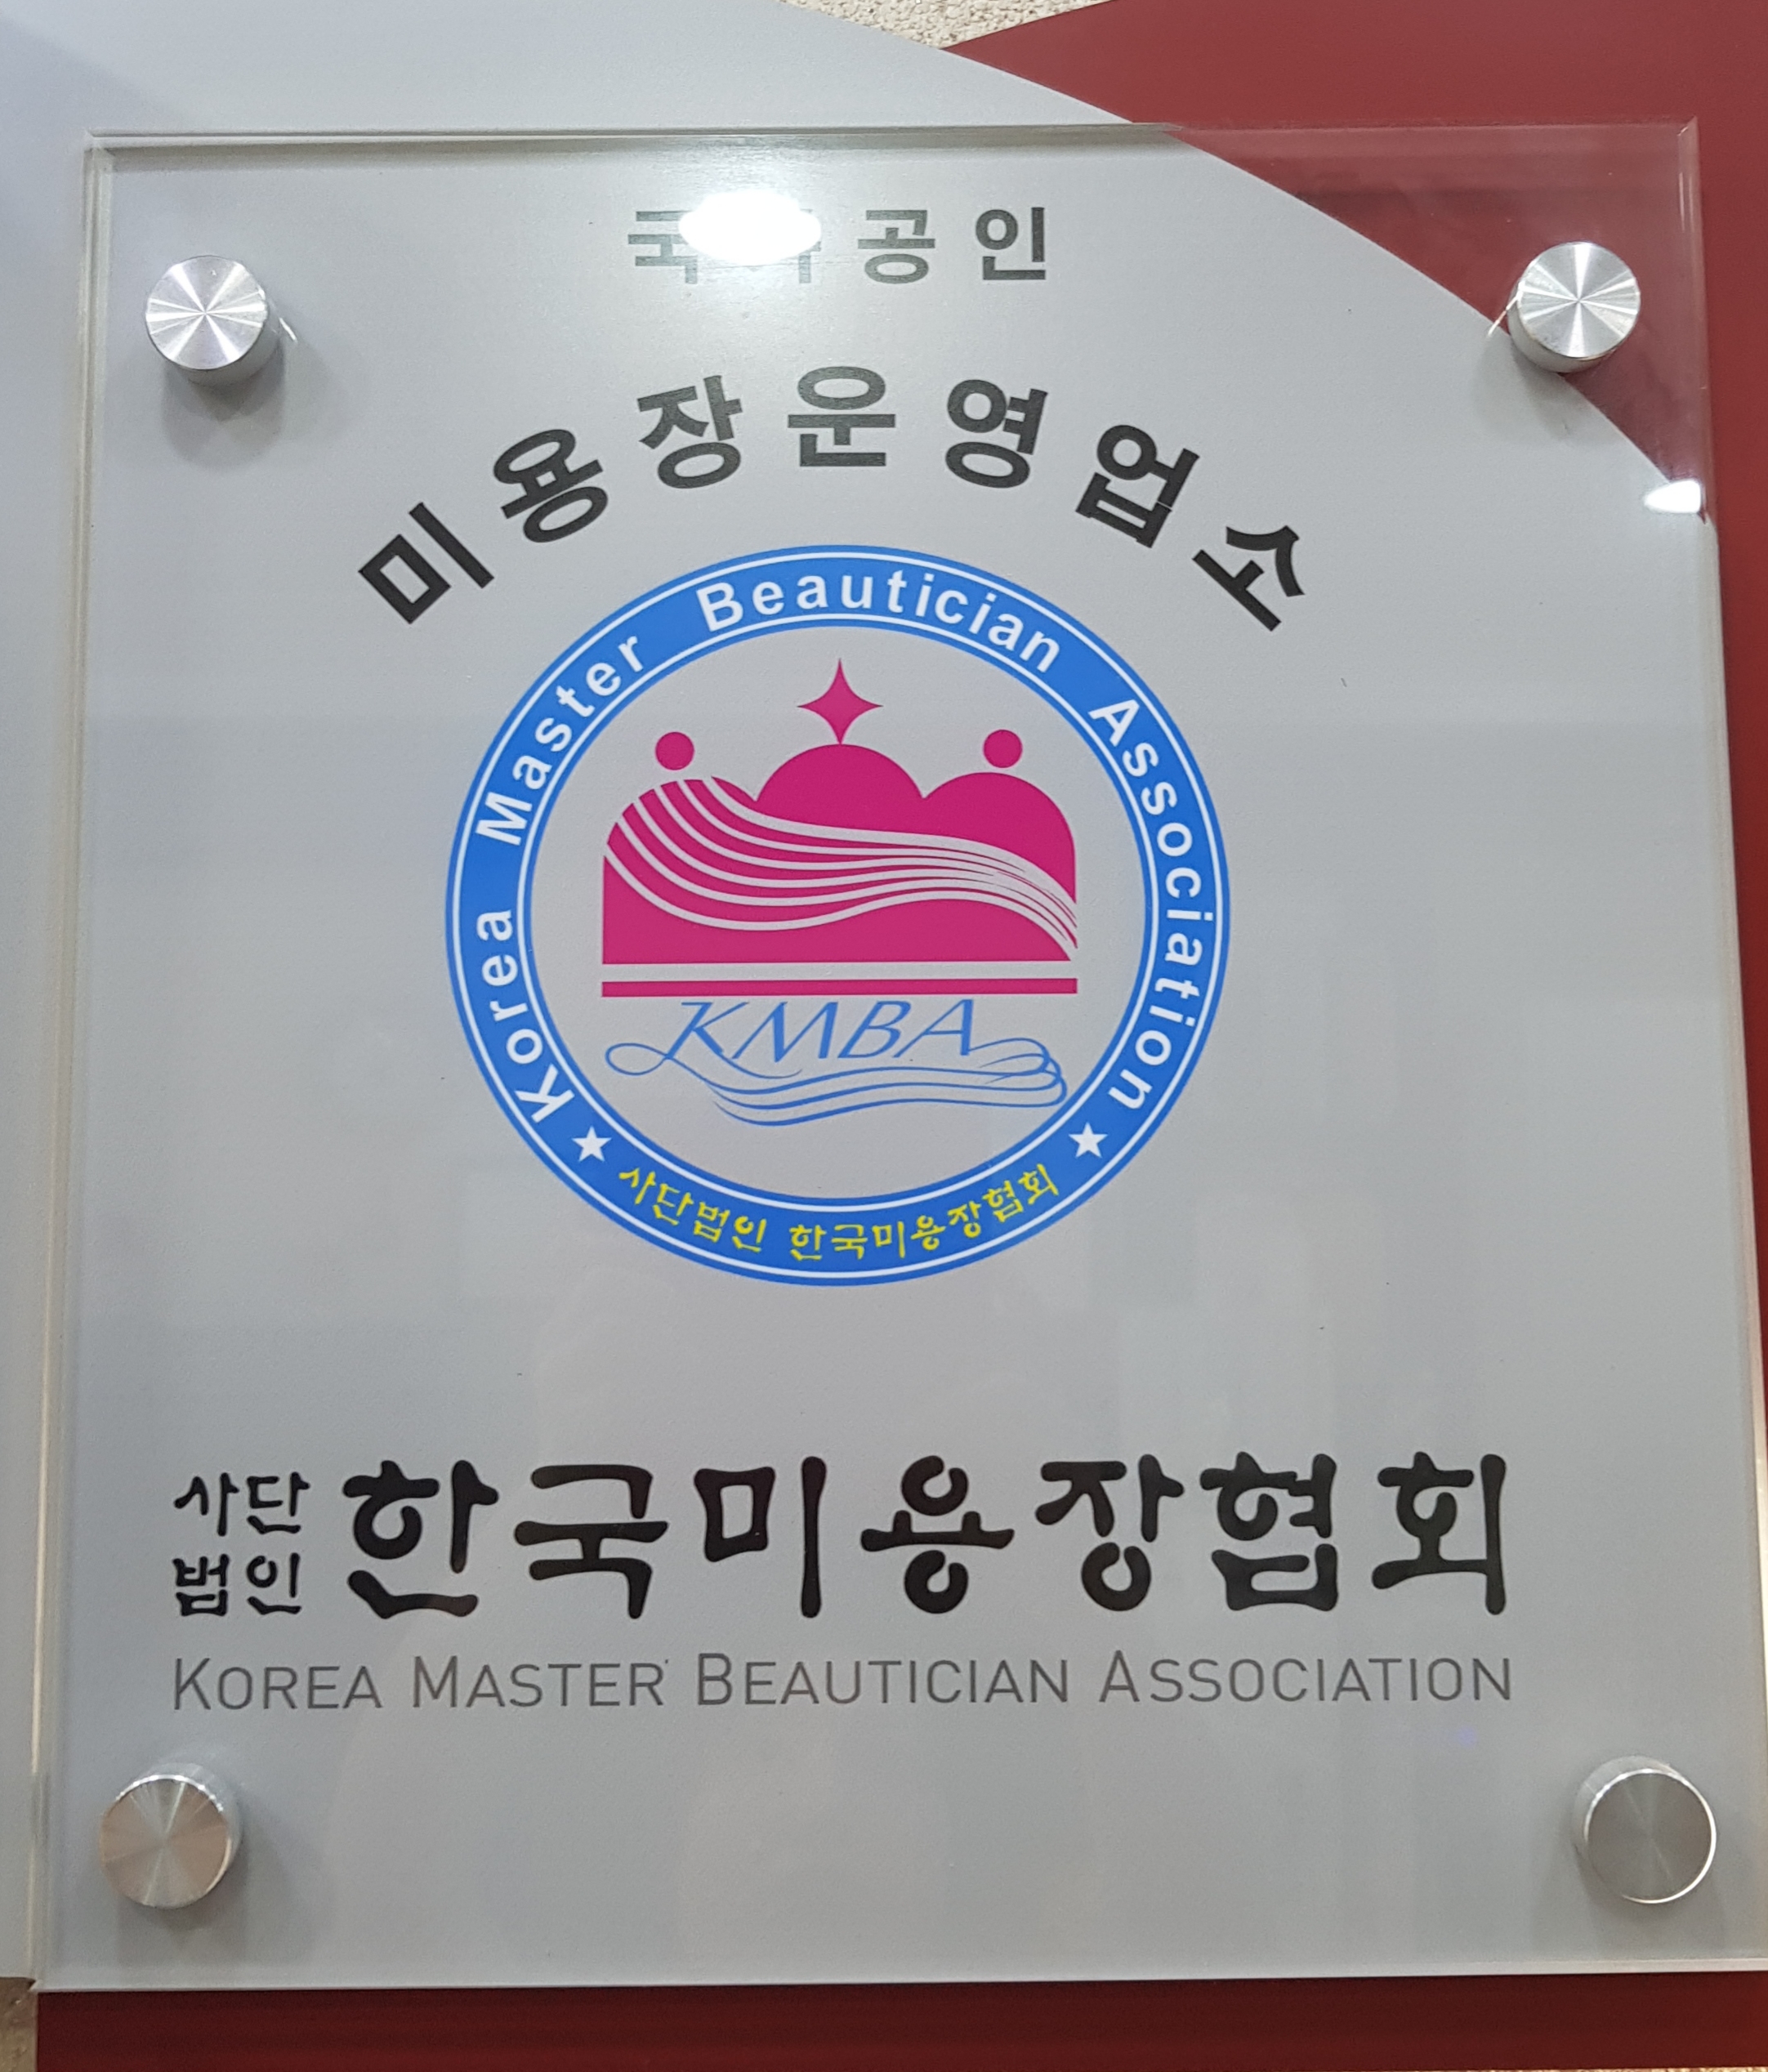 공인
미용장운영업소
Korea Master Beautician Association
KMBA
★ 사단법인 한국미용장협회 ★
사단
법인 한국미용장협회
KOREA MASTER BEAUTICIAN ASSOCIATION